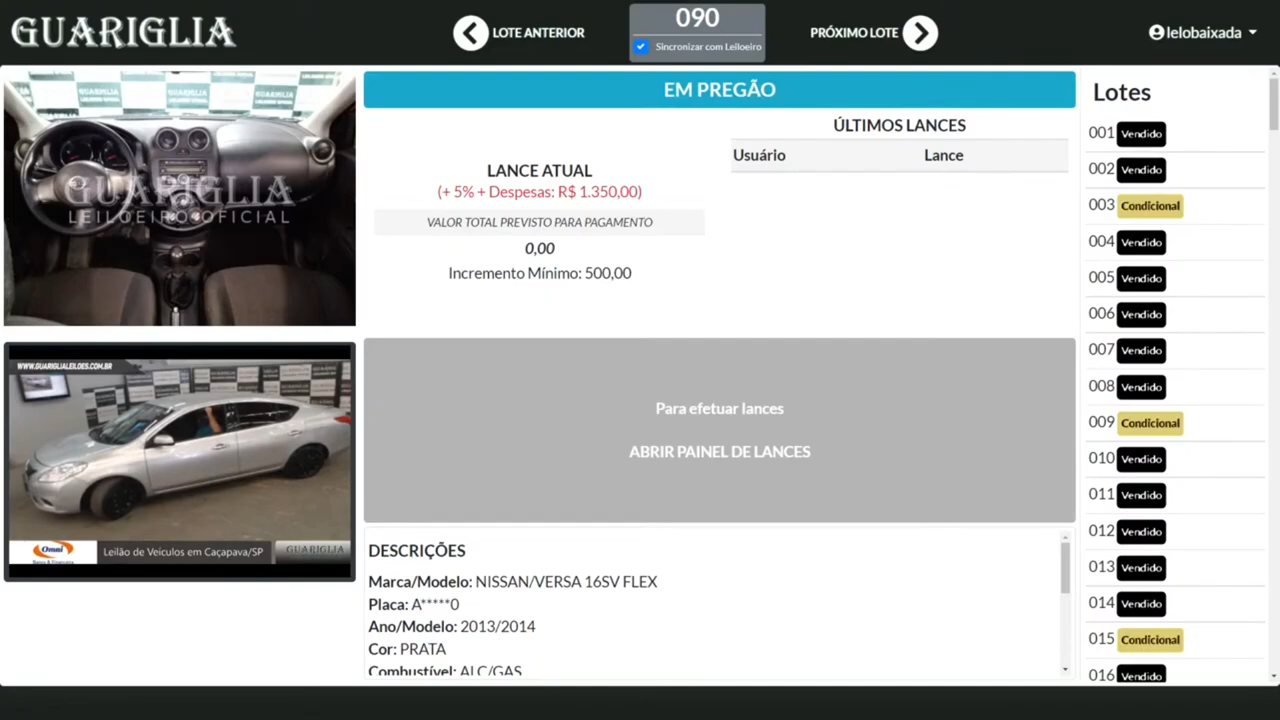 GUARIGLIA
LOTE ANTERIOR
090
Sincronizar com Leiloeiro
PRÓXIMO LOTE
lelobaixada
GUARIGLIA
LEILOEIRO OFICIAL
EM PREGÃO
LANCE ATUAL
(+ 5% + Despesas: R$ 1.350,00)
VALOR TOTAL PREVISTO PARA PAGAMENTO
0,00
Incremento Mínimo: 500,00
ÚLTIMOS LANCES
Usuário Lance
WWW.GUARIGLIALEILOES.COM.BR
Omni
Leilão de Veículos em Caçapava/SP
GUARIGLIA
Para efetuar lances
ABRIR PAINEL DE LANCES
DESCRIÇÕES
Marca/Modelo: NISSAN/VERSA 16SV FLEX
Placa: A*****0
Ano/Modelo: 2013/2014
Cor: PRATA
Combustível: ALC/GAS
Lotes
001 Vendido
002 Vendido
003 Condicional
004 Vendido
005 Vendido
006 Vendido
007 Vendido
008 Vendido
009 Condicional
010 Vendido
011 Vendido
012 Vendido
013 Vendido
014 Vendido
015 Condicional
016 Vendido